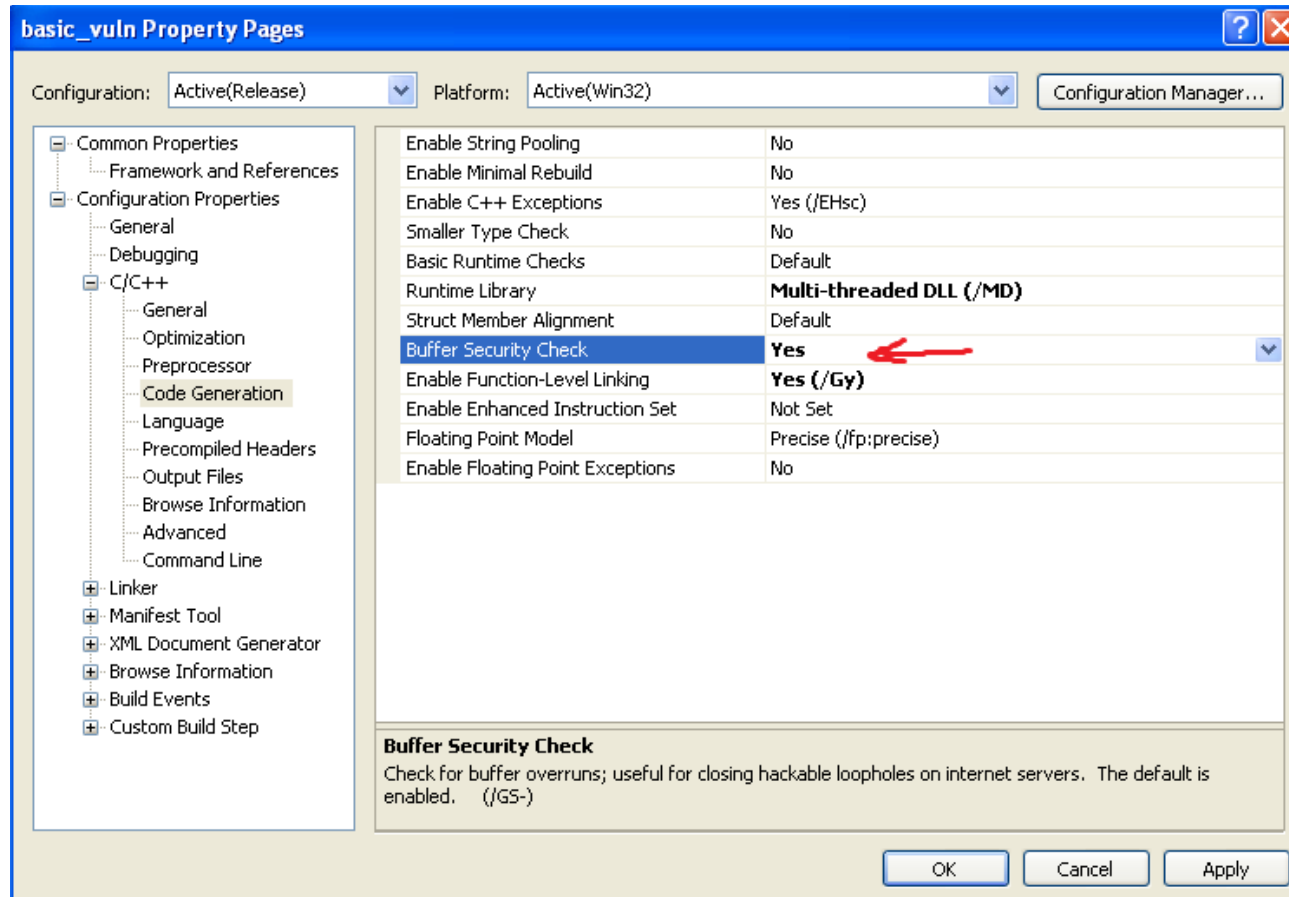 basic_vuln Property Pages
Configuration: Active(Release) Platform: Active(Win32) Configuration Manager...
Common Properties
Framework and References
Configuration Properties
General
Debugging
C/C++
General
Optimization
Preprocessor
Code Generation
Language
Precompiled Headers
Output Files
Browse Information
Advanced
Command Line
Linker
Manifest Tool
XML Document Generator
Browse Information
Build Events
Custom Build Step
Enable String Pooling No
Enable Minimal Rebuild No
Enable C++ Exceptions Yes (/EHsc)
Smaller Type Check No
Basic Runtime Checks Default
Runtime Library Multi-threaded DLL (/MD)
Struct Member Alignment Default
Buffer Security Check Yes
Enable Function-Level Linking Yes (/Gy)
Enable Enhanced Instruction Set Not Set
Floating Point Model Precise (/fp:precise)
Enable Floating Point Exceptions No
Buffer Security Check
Check for buffer overruns; useful for closing hackable loopholes on internet servers. The default is
enabled. (/GS-)
OK Cancel Apply